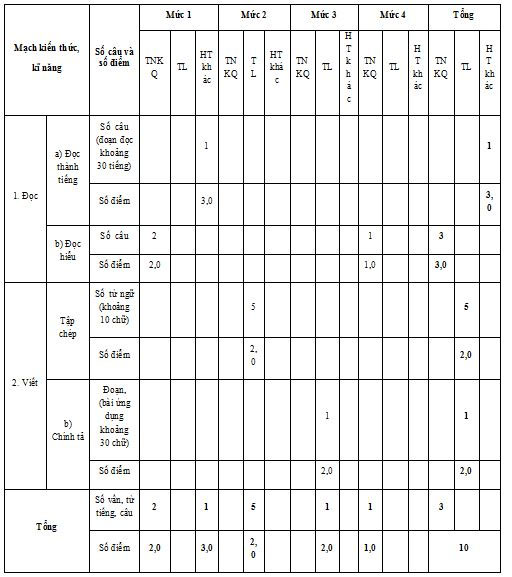 Mạch kiến thức, kĩ năng | Số câu và số điểm | Mức 1 | Mức 2 | Mức 3 | Mức 4 | Tổng
TNKQ | TL | HT khác | TNKQ | TL | HT khác | TNKQ | TL | HT khác | TNKQ | TL | HT khác | TNKQ | TL | HT khác
1. Đọc | a) Đọc thành tiếng | Số câu (đoạn đọc khoảng 30 tiếng) | 1 | 1
Số điểm | 3,0 | 3,0
b) Đọc hiểu | Số câu | 2 | 1 | 3
Số điểm | 2,0 | 1,0 | 3,0
2. Viết | Tập chép | Số từ ngữ (khoảng 10 chữ) | 5 | 5
Số điểm | 2,0 | 2,0
b) Chính tả | Đoạn, (bài ứng dụng khoảng 30 chữ) | 1 | 1
Số điểm | 2,0 | 2,0
Tổng | Số vần, từ tiếng, câu | 2 | 1 | 5 | 1 | 1 | 3
Số điểm | 2,0 | 3,0 | 2,0 | 2,0 | 1,0 | 10